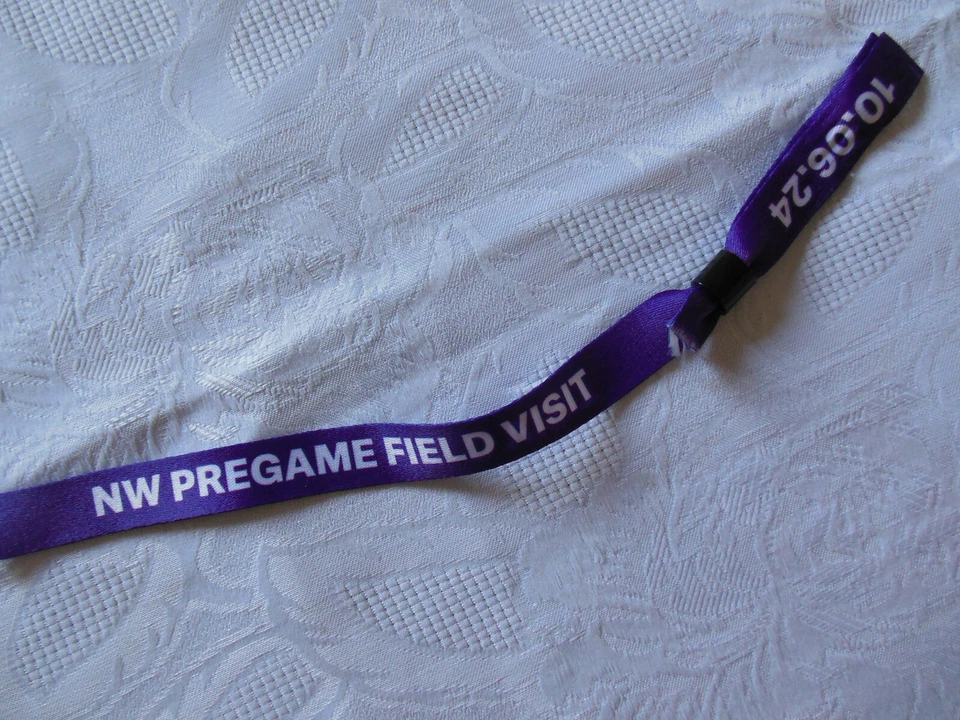 NW PREGAME FIELD VISIT
10.06.24